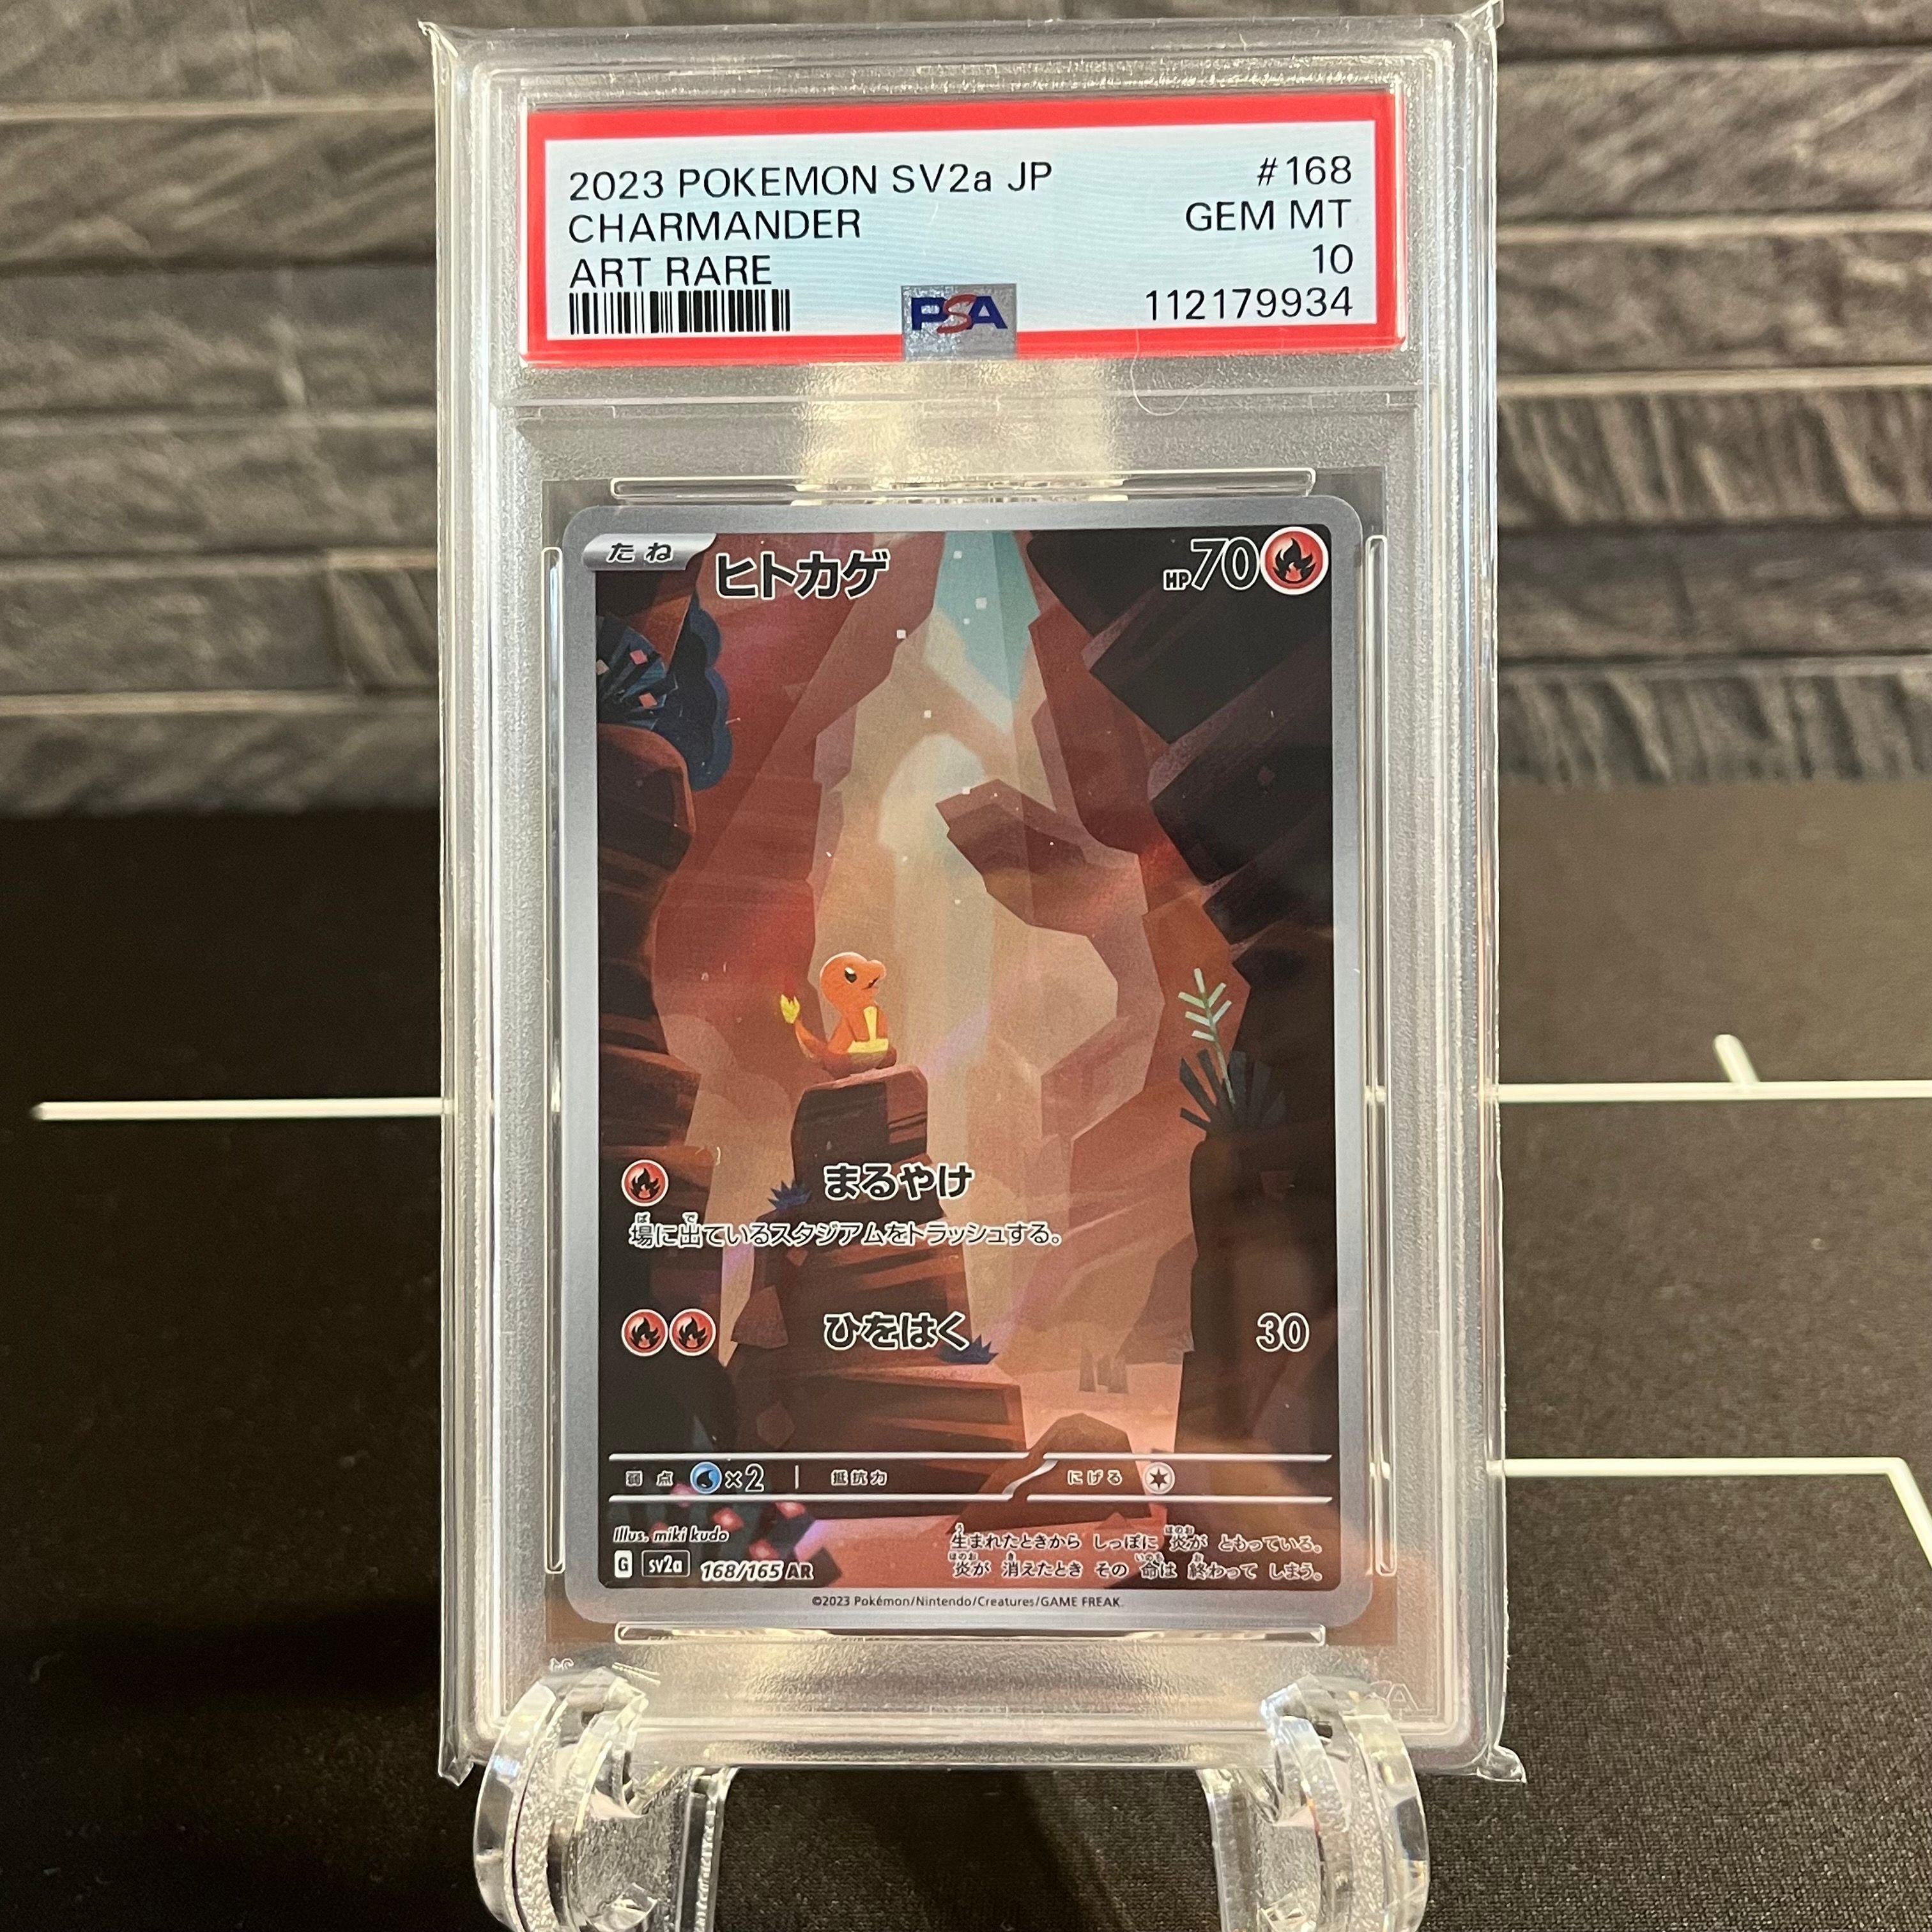 2023 POKEMON SV2a JP #168
CHARMANDER GEM MT
ART RARE 10
PSA 112179934
たね ヒトカゲ HP70
まるやけ
場に出ているスタジアムをトラッシュする。
ひをはく 30
弱点 ×2 抵抗力 にげる
Illus. miki kudo
G sv2a 168/165 AR
生まれたときから しっぽに 炎が ともっている。
炎が 消えたとき その 命は 終わって しまう。
©2023 Pokémon/Nintendo/Creatures/GAME FREAK